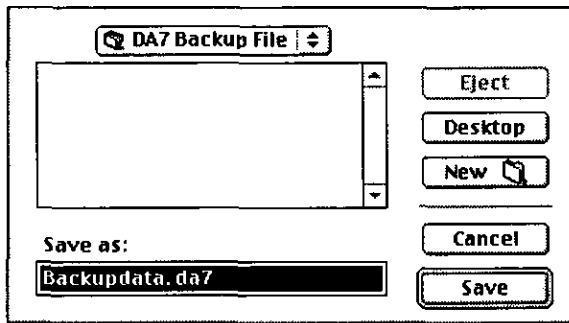 DA7 Backup File
Eject
Desktop
New
Save as:
Cancel
Backupdata.da7
Save